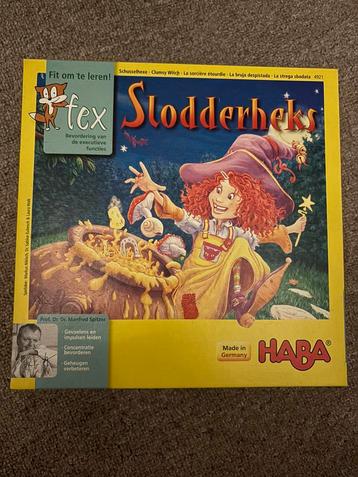 Fit om te leren!
fex
Bevordering van
de executieve
functies
Schusselhexe · Clumsy Witch · La sorcière étourdie · La bruja despistada · La strega sbadata 4921
Slodderheks
Prof. Dr. Dr. Manfred Spitzer
· Gevoelens en
impulsen leiden
· Concentratie
bevorderen
· Geheugen
verbeteren
Made in
Germany
HABA®